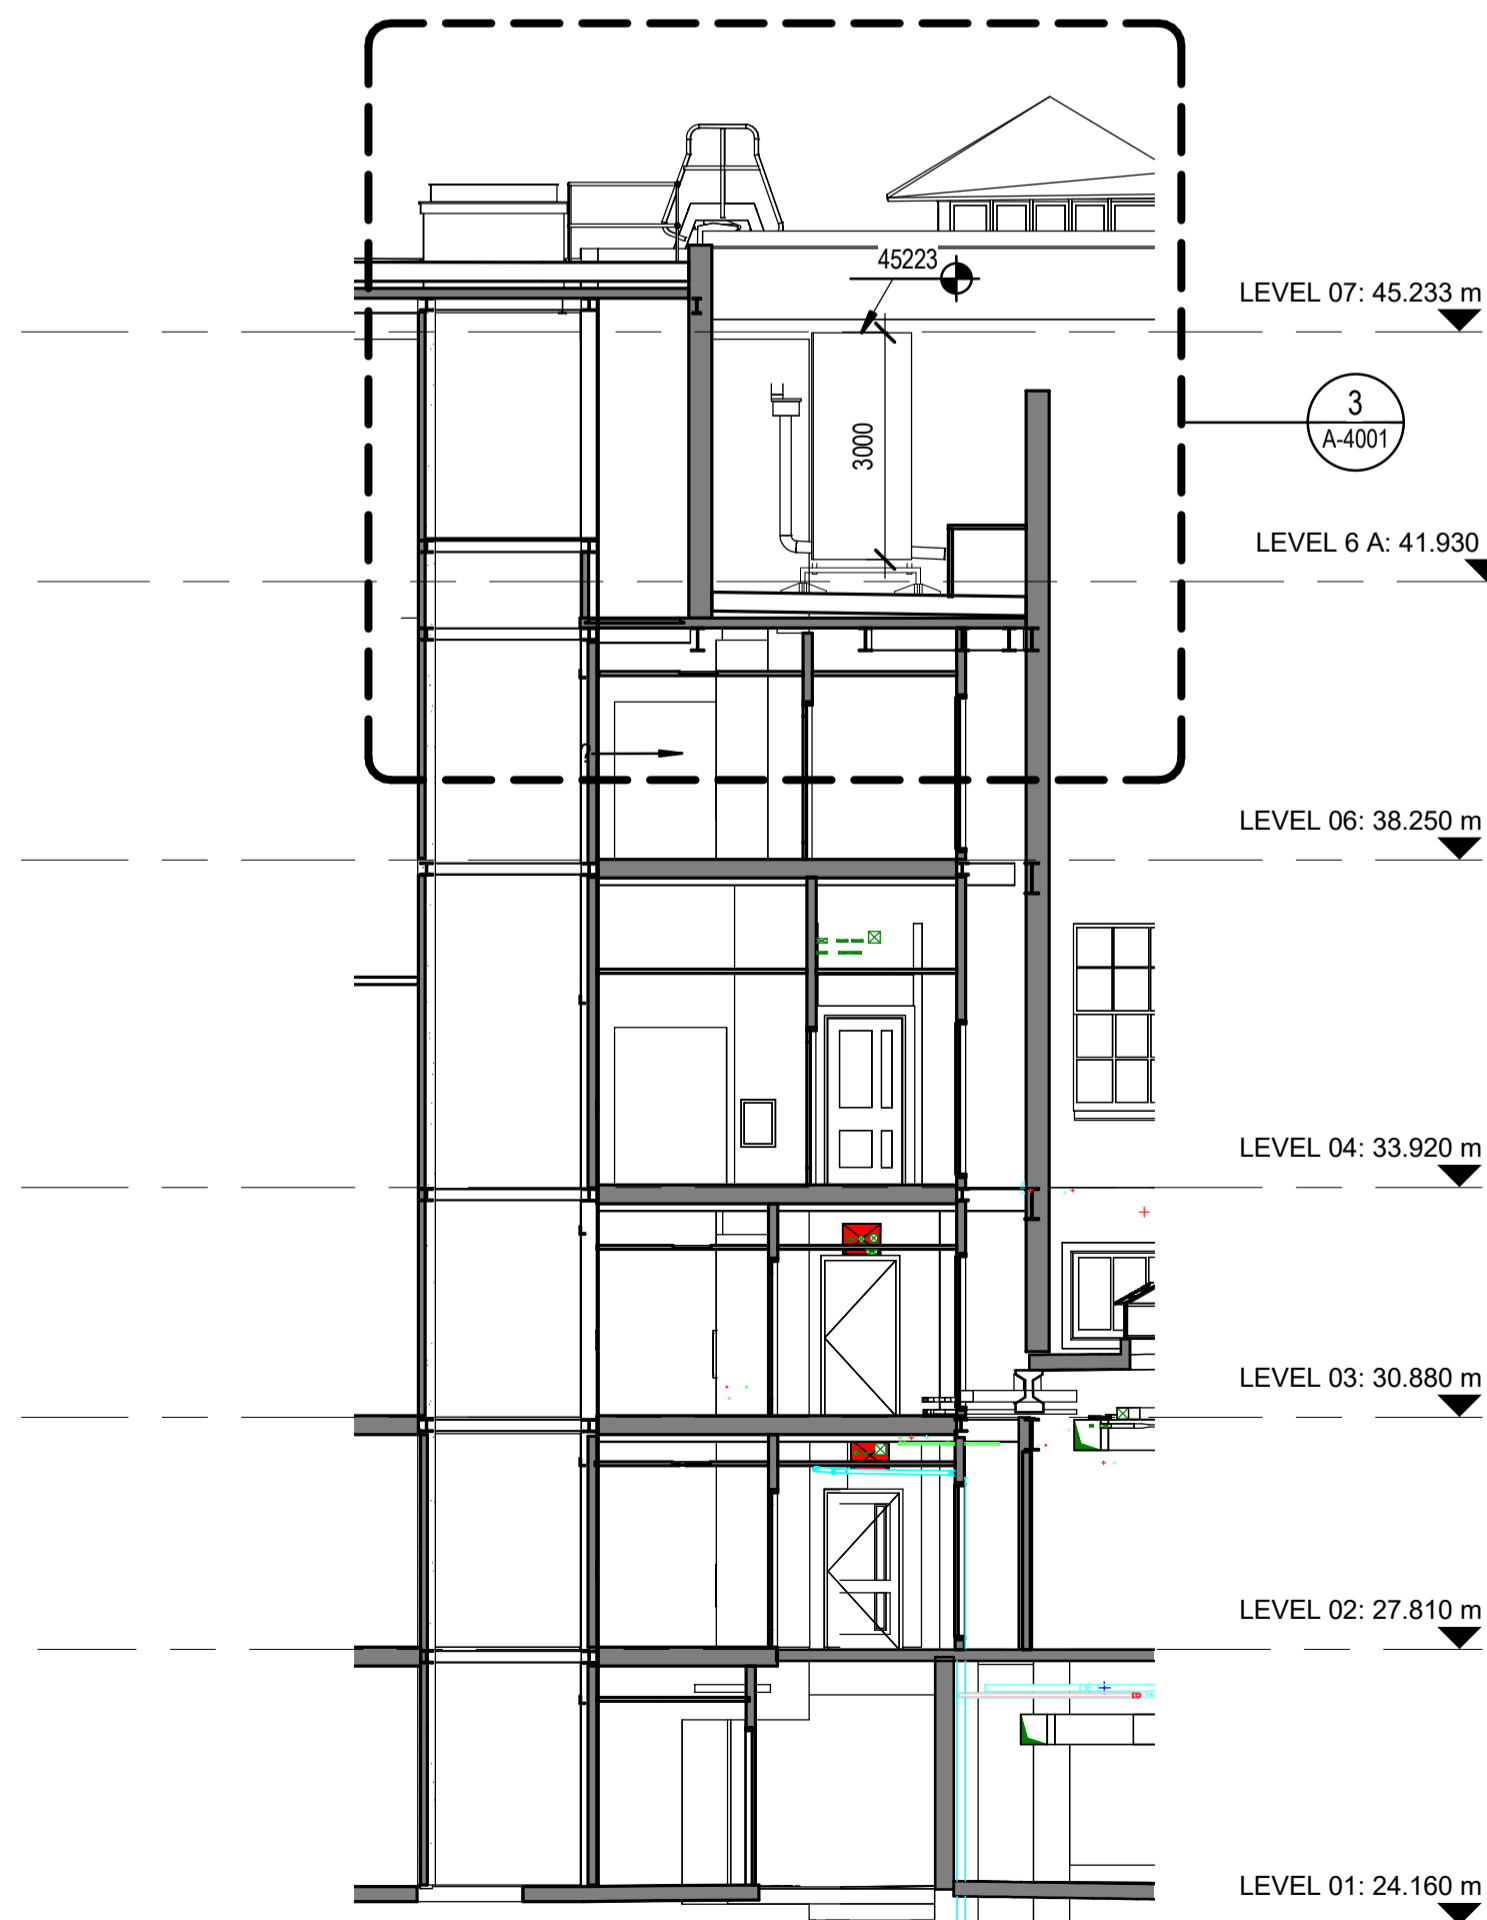 45223
LEVEL 07: 45.233 m
3
A-4001
3000
LEVEL 6 A: 41.930
?
LEVEL 06: 38.250 m
LEVEL 04: 33.920 m
LEVEL 03: 30.880 m
LEVEL 02: 27.810 m
LEVEL 01: 24.160 m